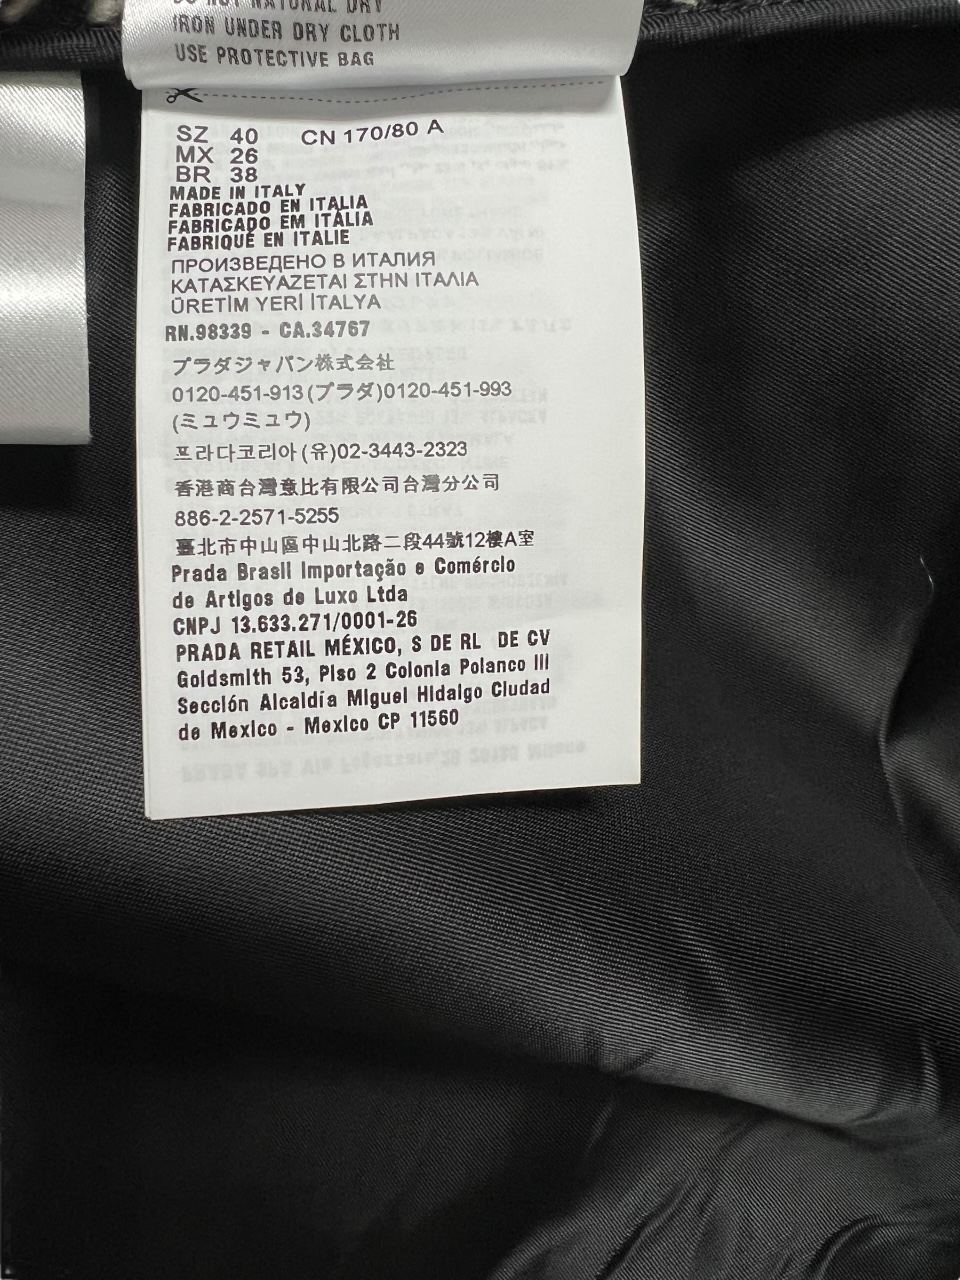 DO NOT NATURAL DRY
IRON UNDER DRY CLOTH
USE PROTECTIVE BAG
SZ 40 CN 170/80 A
MX 26
BR 38
MADE IN ITALY
FABRICADO EN ITALIA
FABRICADO EM ITÁLIA
FABRIQUÉ EN ITALIE
ПРОИЗВЕДЕНО В ИТАЛИЯ
ΚΑΤΑΣΚΕΥΑΖΕΤΑΙ ΣΤΗΝ ΙΤΑΛΙΑ
ÜRETİM YERİ İTALYA
RN.98339 - CA.34767
プラダジャパン株式会社
0120-451-913(プラダ)0120-451-993
(ミュウミュウ)
프라다코리아(유)02-3443-2323
香港商台灣意比有限公司台灣分公司
886-2-2571-5255
臺北市中山區中山北路二段44號12樓A室
Prada Brasil Importação e Comércio
de Artigos de Luxo Ltda
CNPJ 13.633.271/0001-26
PRADA RETAIL MÉXICO, S DE RL DE CV
Goldsmith 53, Piso 2 Colonia Polanco III
Sección Alcaldía Miguel Hidalgo Ciudad
de Mexico - Mexico CP 11560